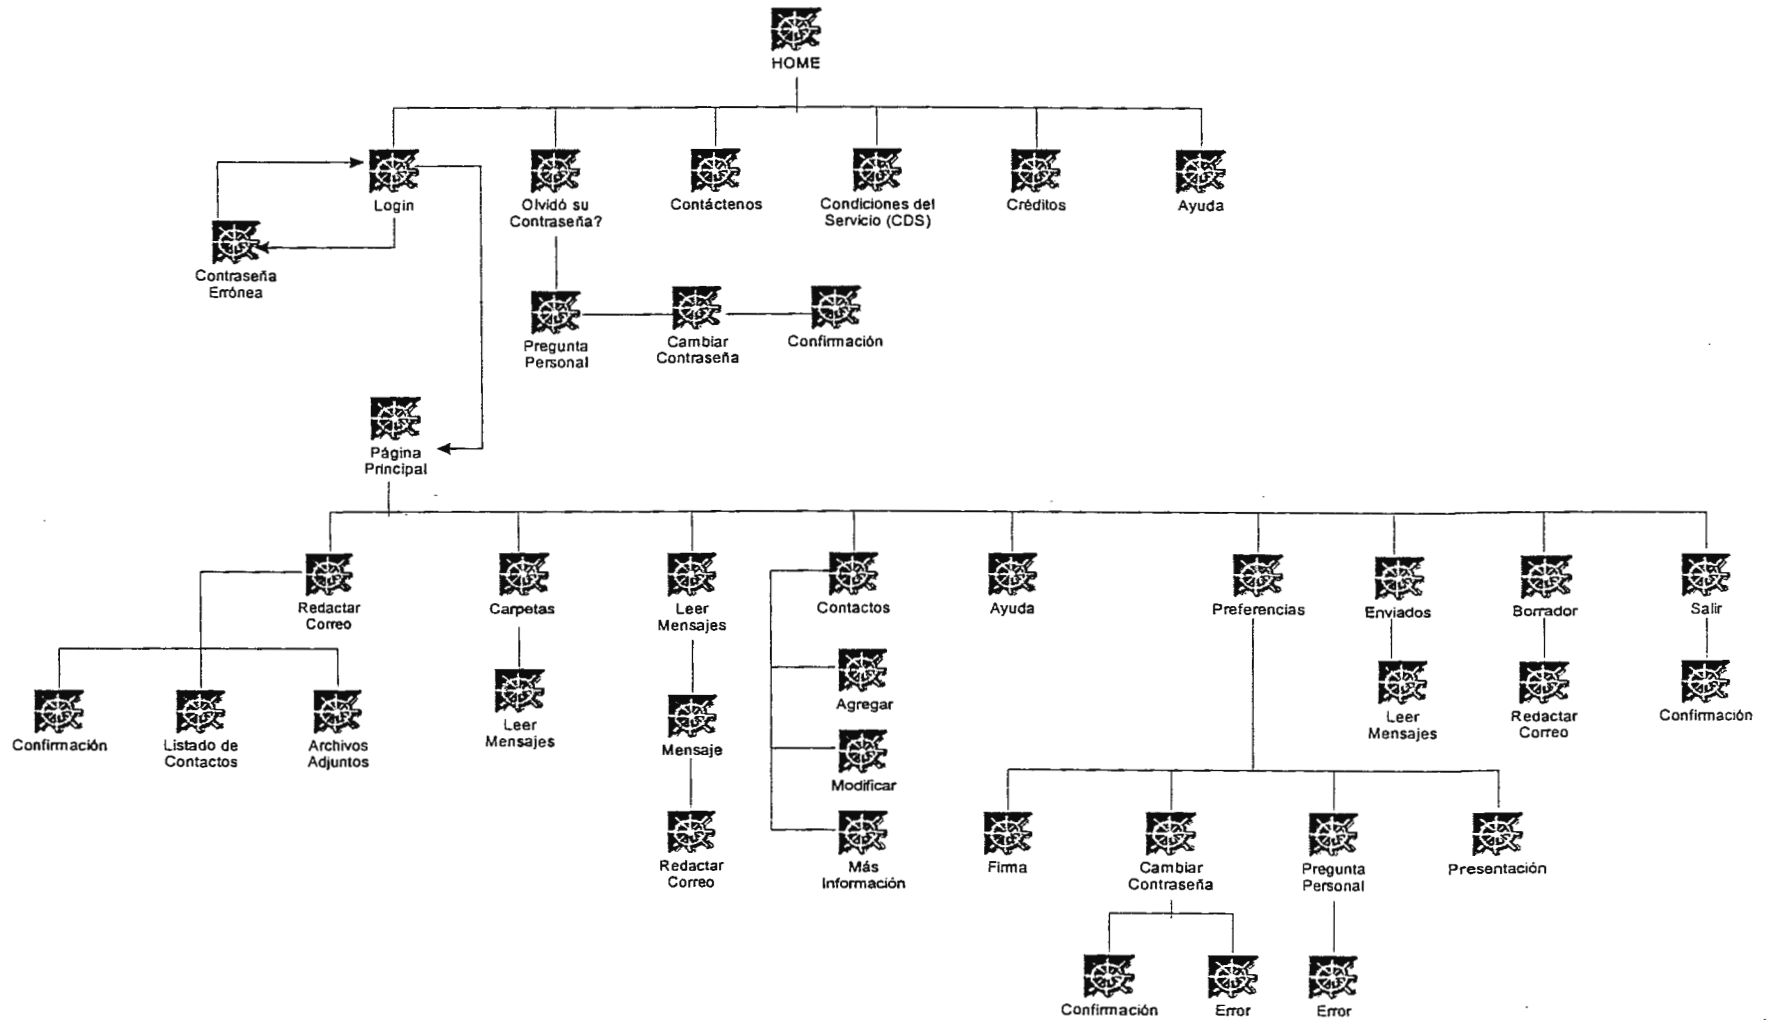 HOME
Login
Olvidó su
Contraseña?
Contáctenos
Condiciones del
Servicio (CDS)
Créditos
Ayuda
Contraseña
Errónea
Pregunta
Personal
Cambiar
Contraseña
Confirmación
Página
Principal
Redactar
Correo
Carpetas
Leer
Mensajes
Contactos
Ayuda
Preferencias
Enviados
Borrador
Salir
Confirmación
Listado de
Contactos
Archivos
Adjuntos
Leer
Mensajes
Mensaje
Redactar
Correo
Agregar
Modificar
Más
Información
Leer
Mensajes
Redactar
Correo
Confirmación
Firma
Cambiar
Contraseña
Pregunta
Personal
Presentación
Confirmación
Error
Error